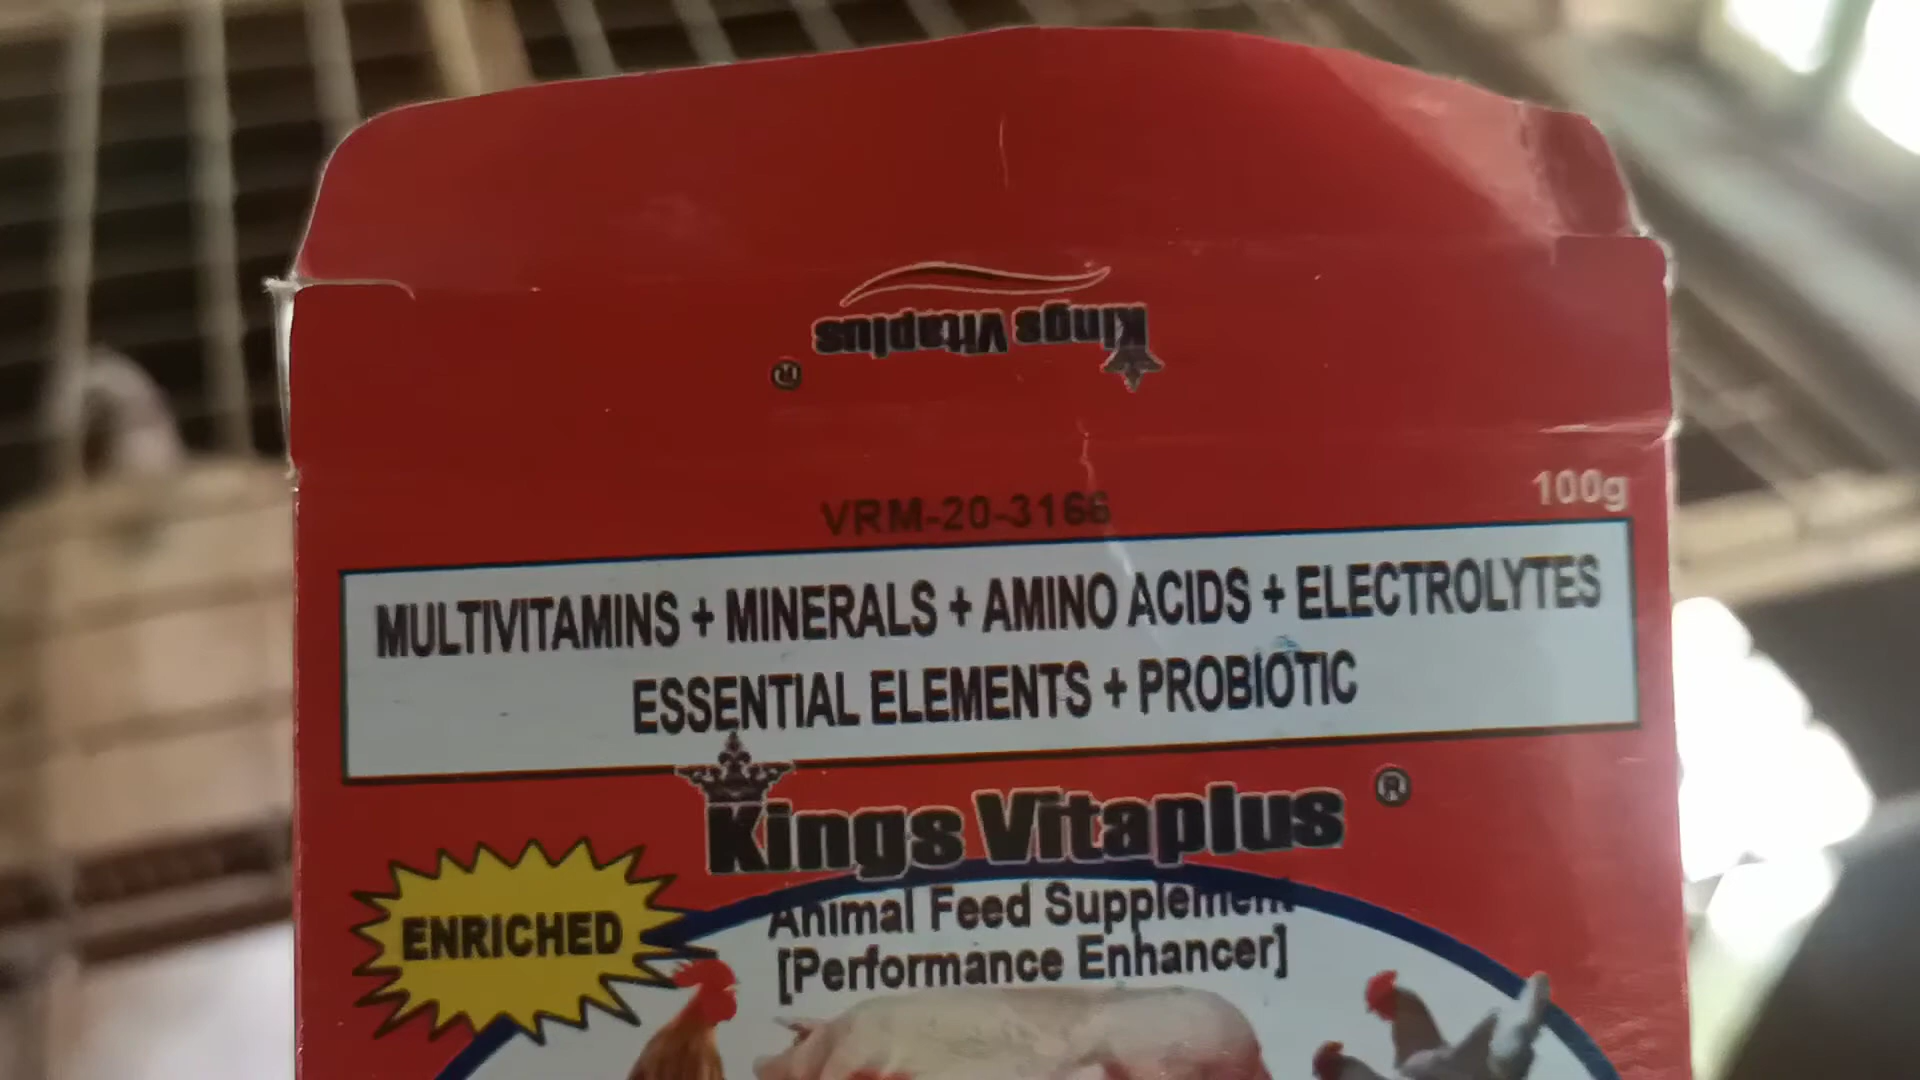 Kings Vitaplus
®
VRM-20-3166
100g
MULTIVITAMINS + MINERALS + AMINO ACIDS + ELECTROLYTES
ESSENTIAL ELEMENTS + PROBIOTIC
Kings Vitaplus ®
ENRICHED
Animal Feed Supplement
[Performance Enhancer]